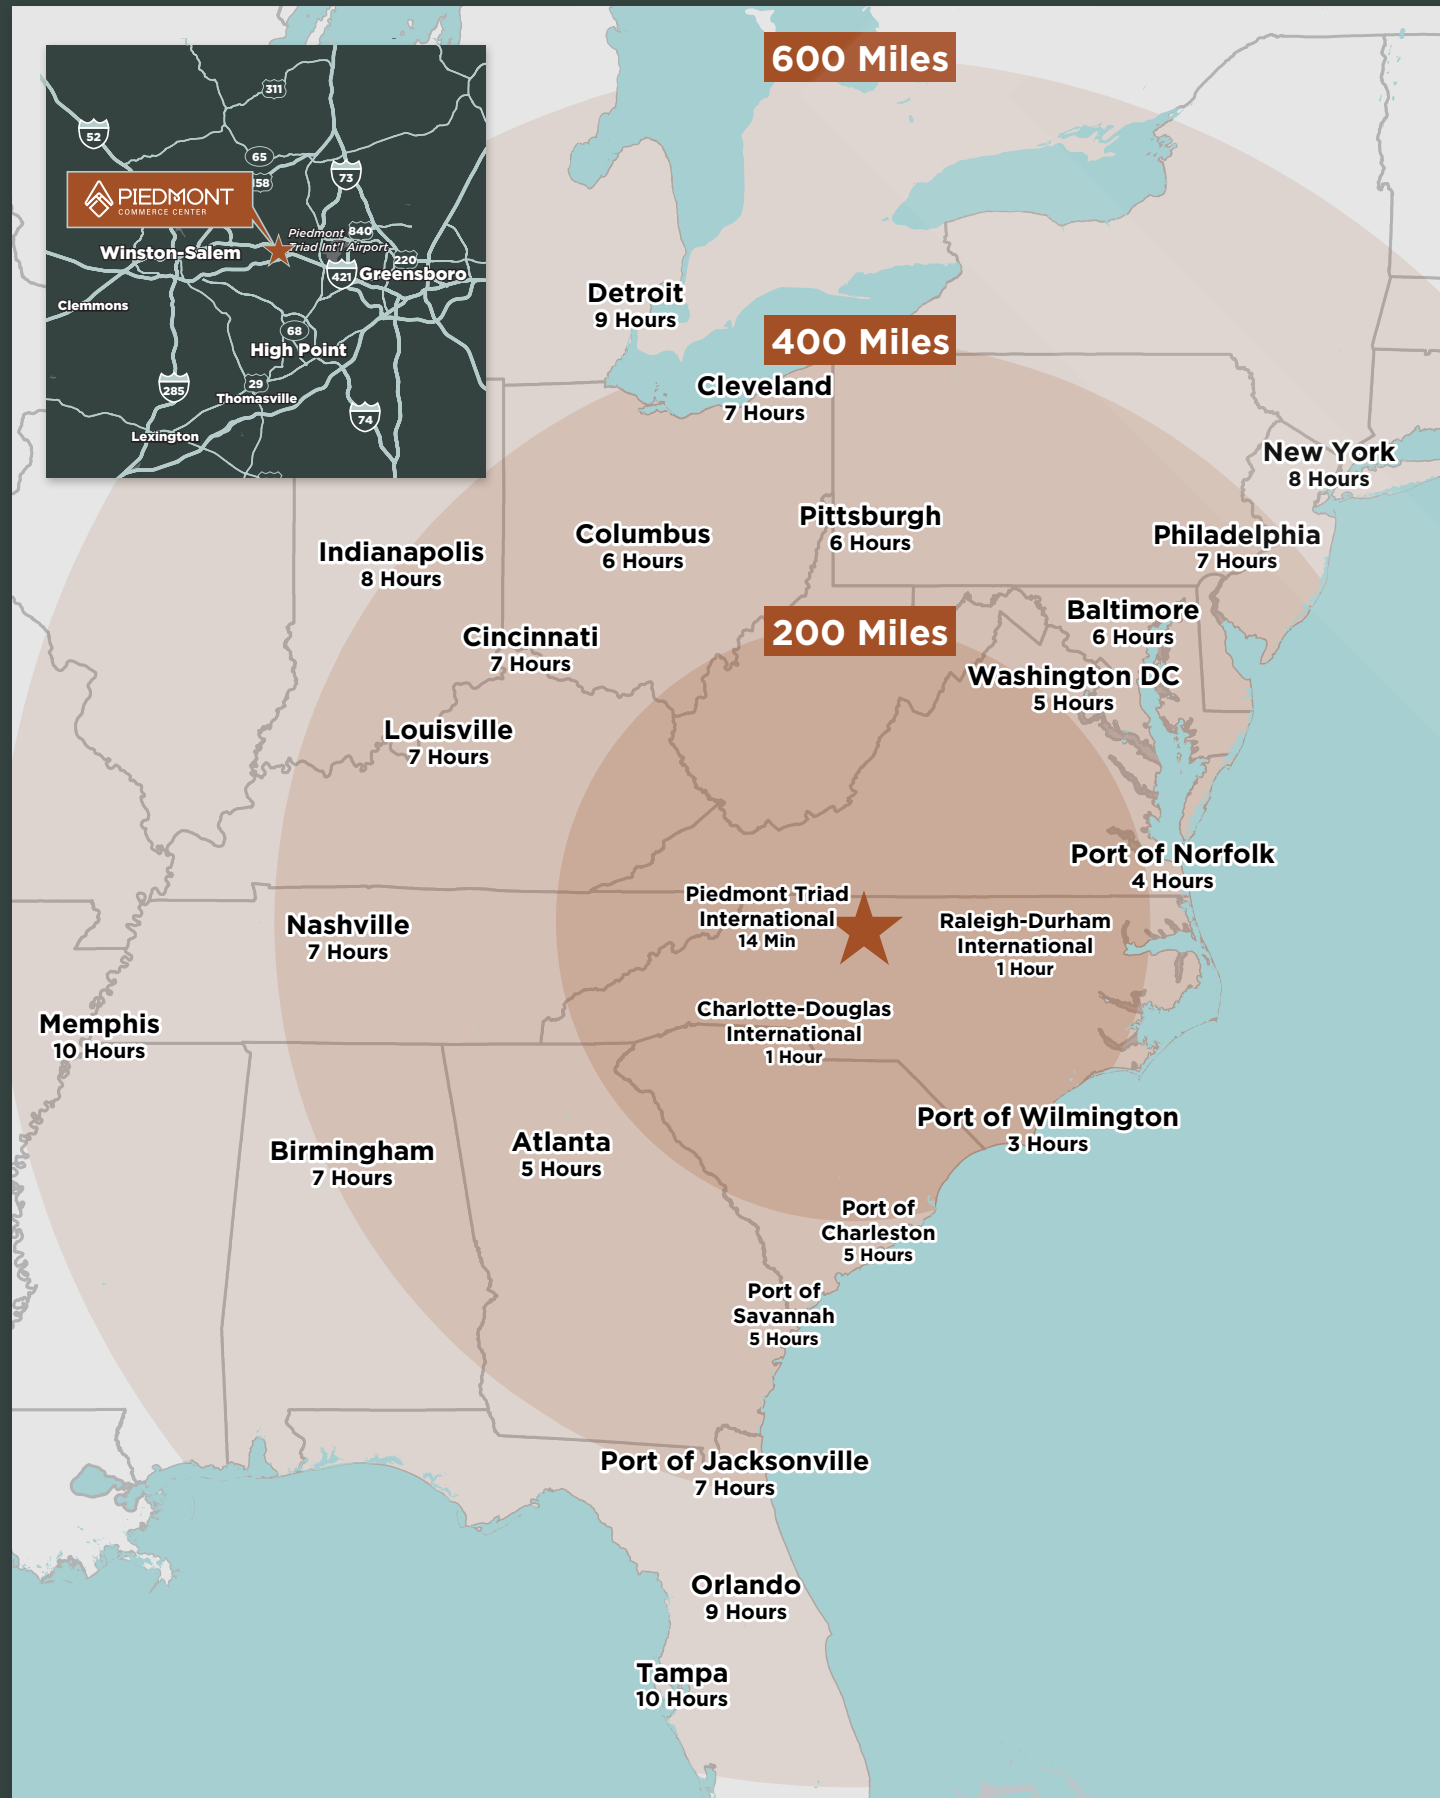 600 Miles
311
52
65
158
73
PIEDMONT
COMMERCE CENTER
Piedmont
Triad Int'l Airport
840
Winston-Salem
220
421
Greensboro
Clemmons
68
High Point
285
29
Thomasville
74
Lexington
Detroit
9 Hours
400 Miles
Cleveland
7 Hours
New York
8 Hours
Pittsburgh
6 Hours
Columbus
6 Hours
Philadelphia
7 Hours
Indianapolis
8 Hours
Baltimore
6 Hours
200 Miles
Cincinnati
7 Hours
Washington DC
5 Hours
Louisville
7 Hours
Port of Norfolk
4 Hours
Piedmont Triad
International
14 Min
Raleigh-Durham
International
1 Hour
Nashville
7 Hours
Charlotte-Douglas
International
1 Hour
Memphis
10 Hours
Port of Wilmington
3 Hours
Atlanta
5 Hours
Birmingham
7 Hours
Port of
Charleston
5 Hours
Port of
Savannah
5 Hours
Port of Jacksonville
7 Hours
Orlando
9 Hours
Tampa
10 Hours